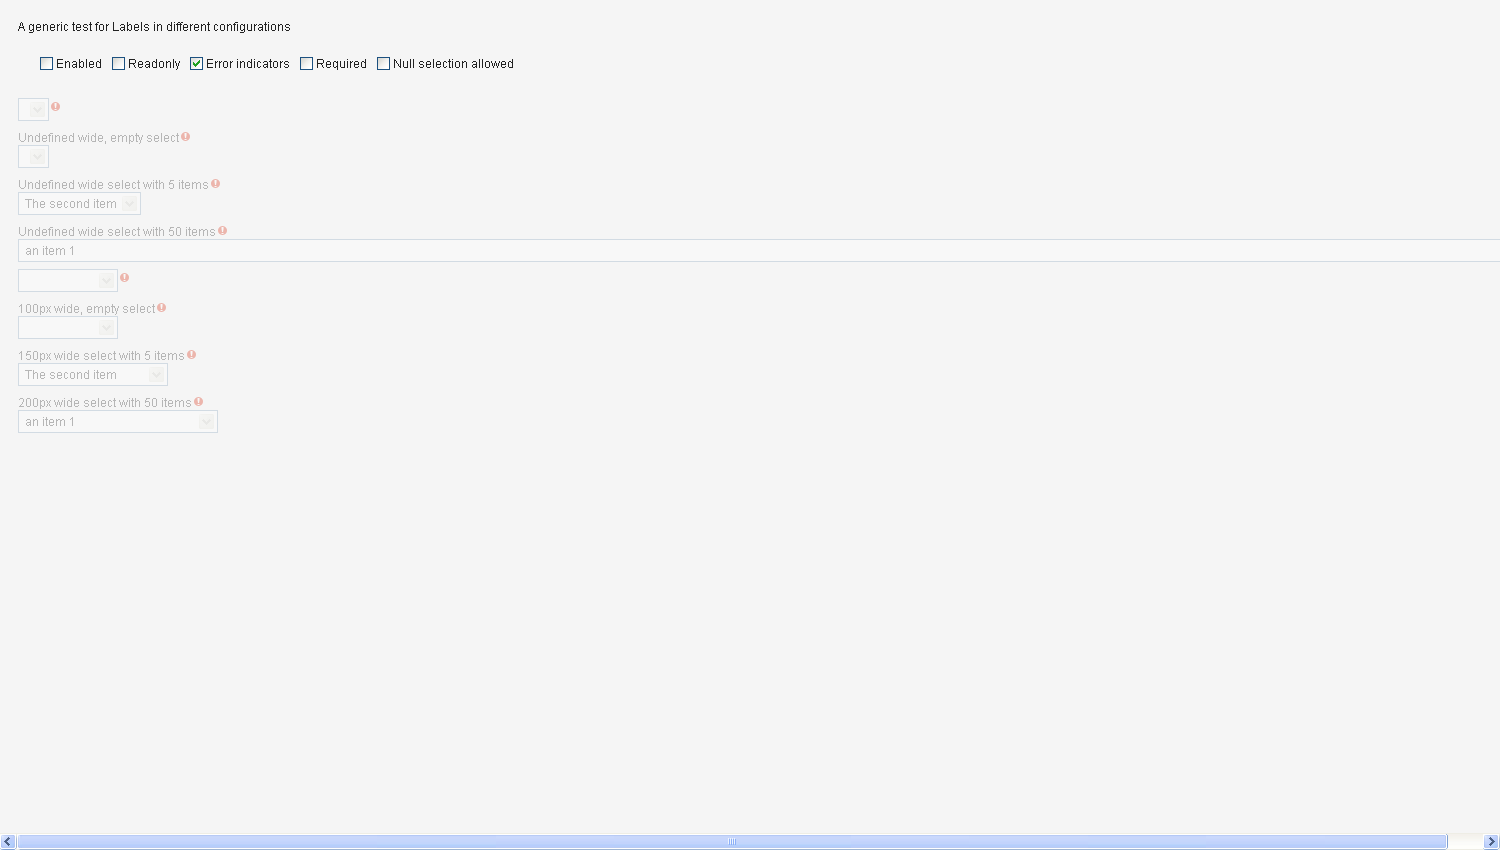 A generic test for Labels in different configurations
Enabled Readonly Error indicators Required Null selection allowed
Undefined wide, empty select
Undefined wide select with 5 items
The second item
Undefined wide select with 50 items
an item 1
100px wide, empty select
150px wide select with 5 items
The second item
200px wide select with 50 items
an item 1